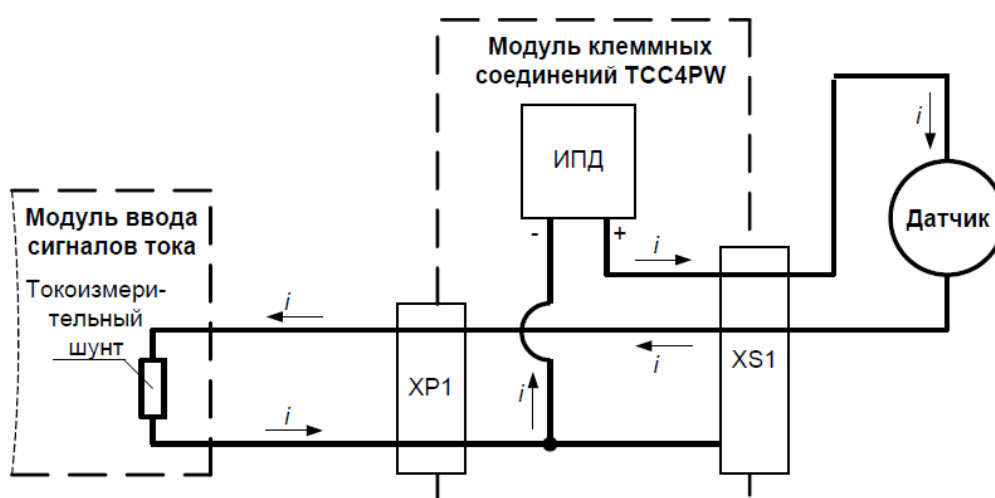 Модуль клеммных
соединений TCC4PW
ИПД
-
+
i
i
Датчик
Модуль ввода
сигналов тока
Токоизмери-
тельный
шунт
i
i
i
i
XP1
XS1